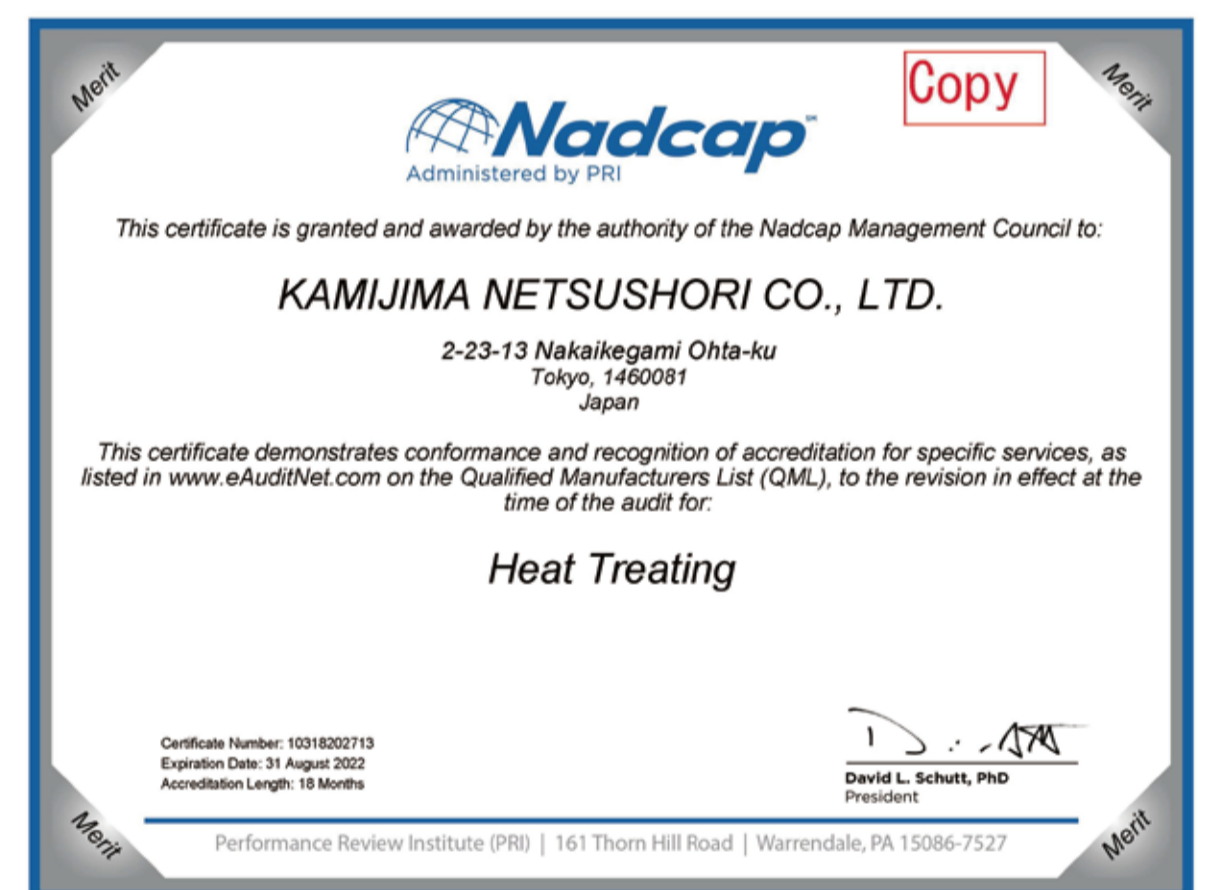 Merit
Merit
Copy
Nadcap℠
Administered by PRI
This certificate is granted and awarded by the authority of the Nadcap Management Council to:
KAMIJIMA NETSUSHORI CO., LTD.
2-23-13 Nakaikegami Ohta-ku
Tokyo, 1460081
Japan
This certificate demonstrates conformance and recognition of accreditation for specific services, as
listed in www.eAuditNet.com on the Qualified Manufacturers List (QML), to the revision in effect at the
time of the audit for:
Heat Treating
Certificate Number: 10318202713
Expiration Date: 31 August 2022
Accreditation Length: 18 Months
David L. Schutt, PhD
President
Merit
Merit
Performance Review Institute (PRI) | 161 Thorn Hill Road | Warrendale, PA 15086-7527